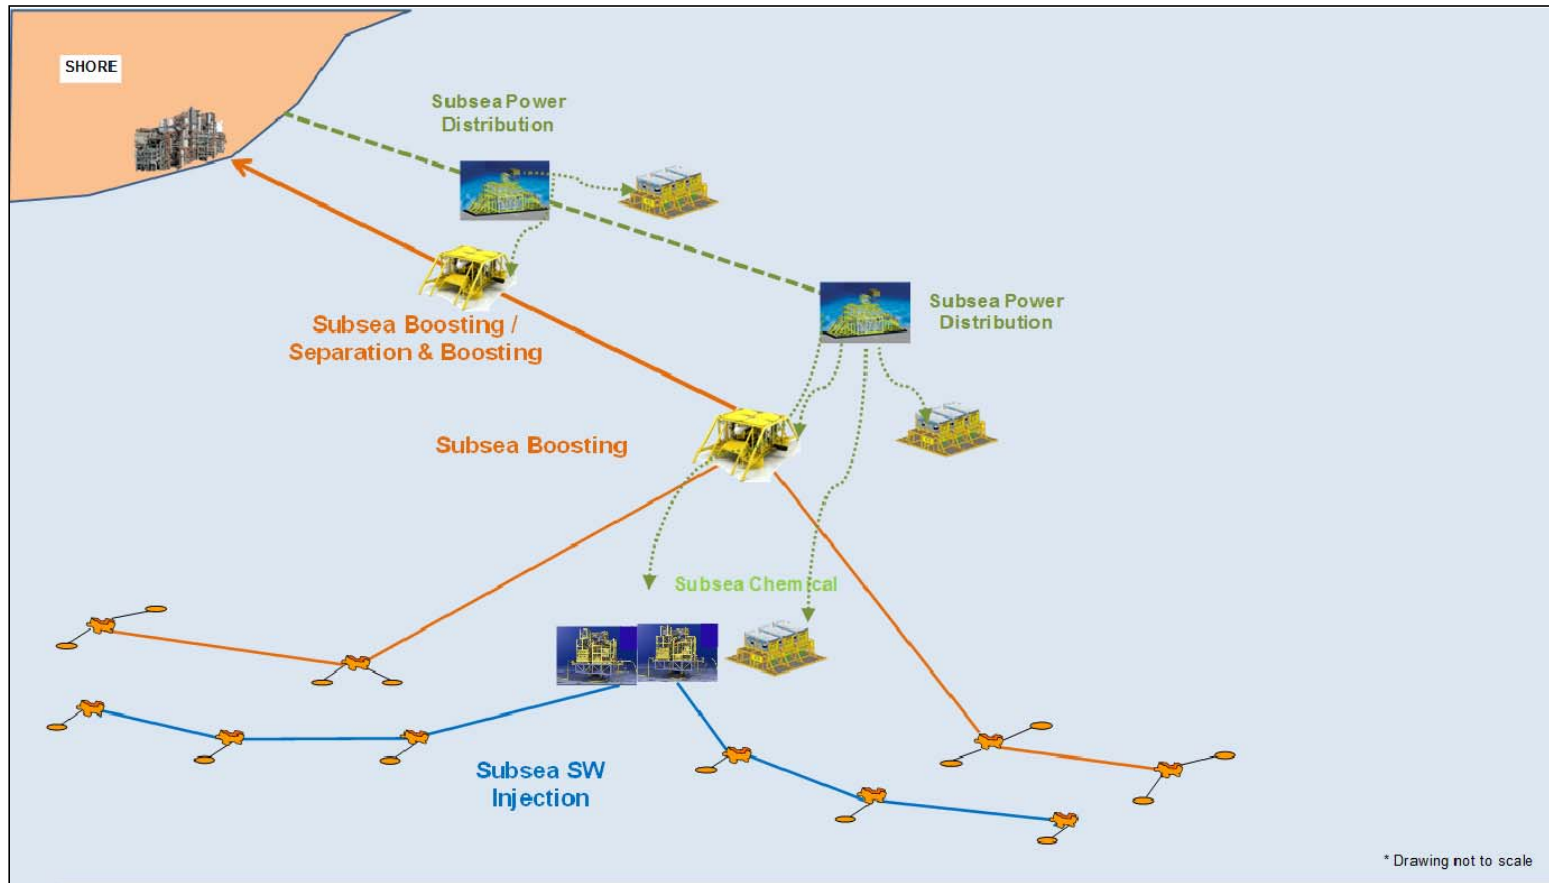 SHORE
Subsea Power
Distribution
Subsea Power
Distribution
Subsea Boosting /
Separation & Boosting
Subsea Boosting
Subsea Chemical
Subsea SW
Injection
* Drawing not to scale